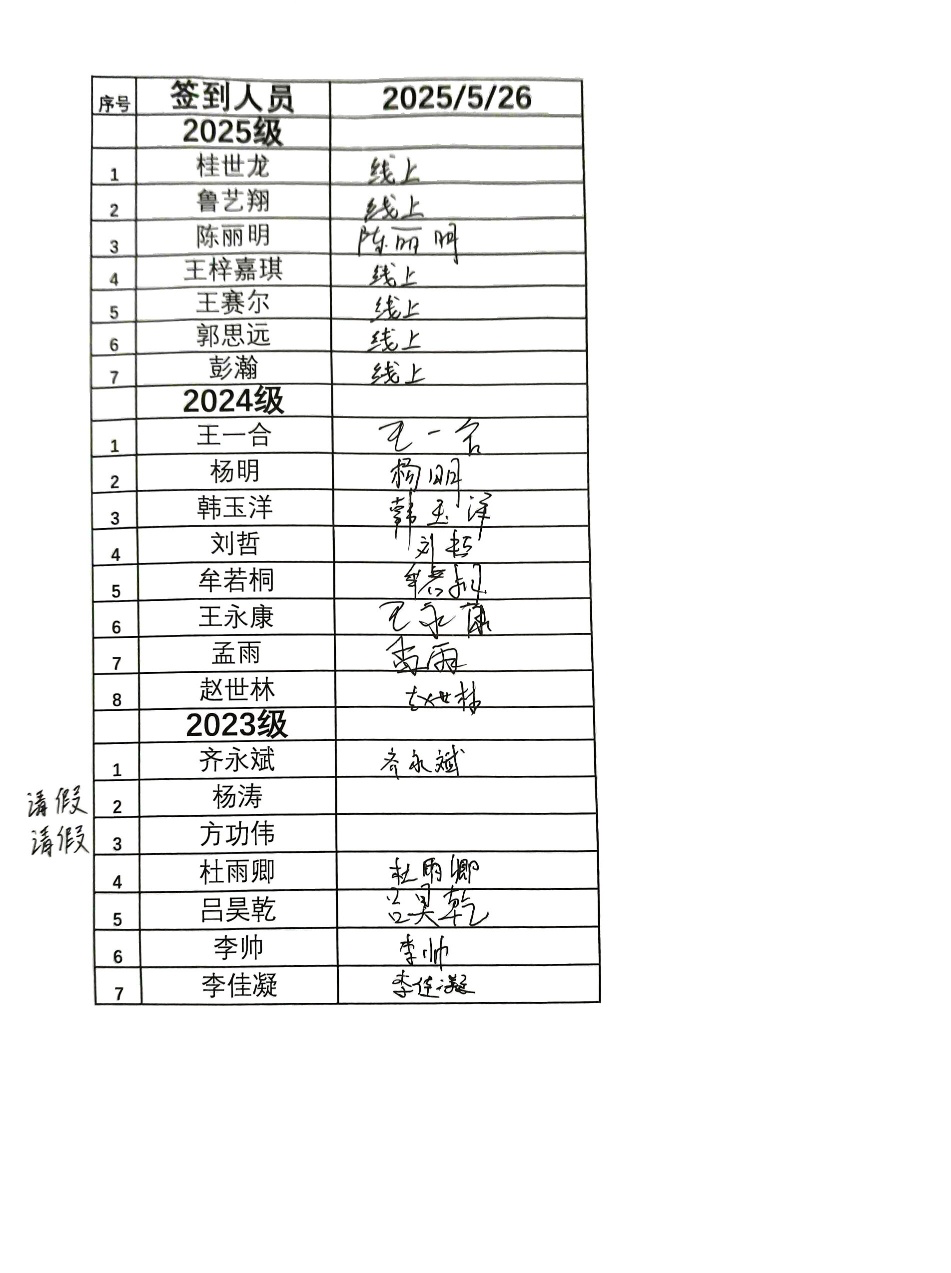 序号 签到人员 2025/5/26
2025级
1 桂世龙 线上
2 鲁艺翔 线上
3 陈丽明 陈丽明
4 王梓嘉琪 线上
5 王赛尔 线上
6 郭思远 线上
7 彭瀚 线上
2024级
1 王一合 王一合
2 杨明 杨明
3 韩玉洋 韩玉洋
4 刘哲 刘哲
5 牟若桐 牟若桐
6 王永康 王永康
7 孟雨 孟雨
8 赵世林 赵世林
2023级
1 齐永斌 齐永斌
请假 2 杨涛
请假 3 方功伟
4 杜雨卿 杜雨卿
5 吕昊乾 吕昊乾
6 李帅 李帅
7 李佳凝 李佳凝